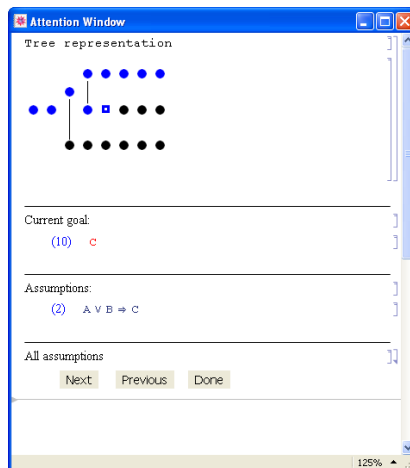 Attention Window
Tree representation
Current goal:
(10) C
Assumptions:
(2) A ∨ B ⇒ C
All assumptions
Next Previous Done
125%